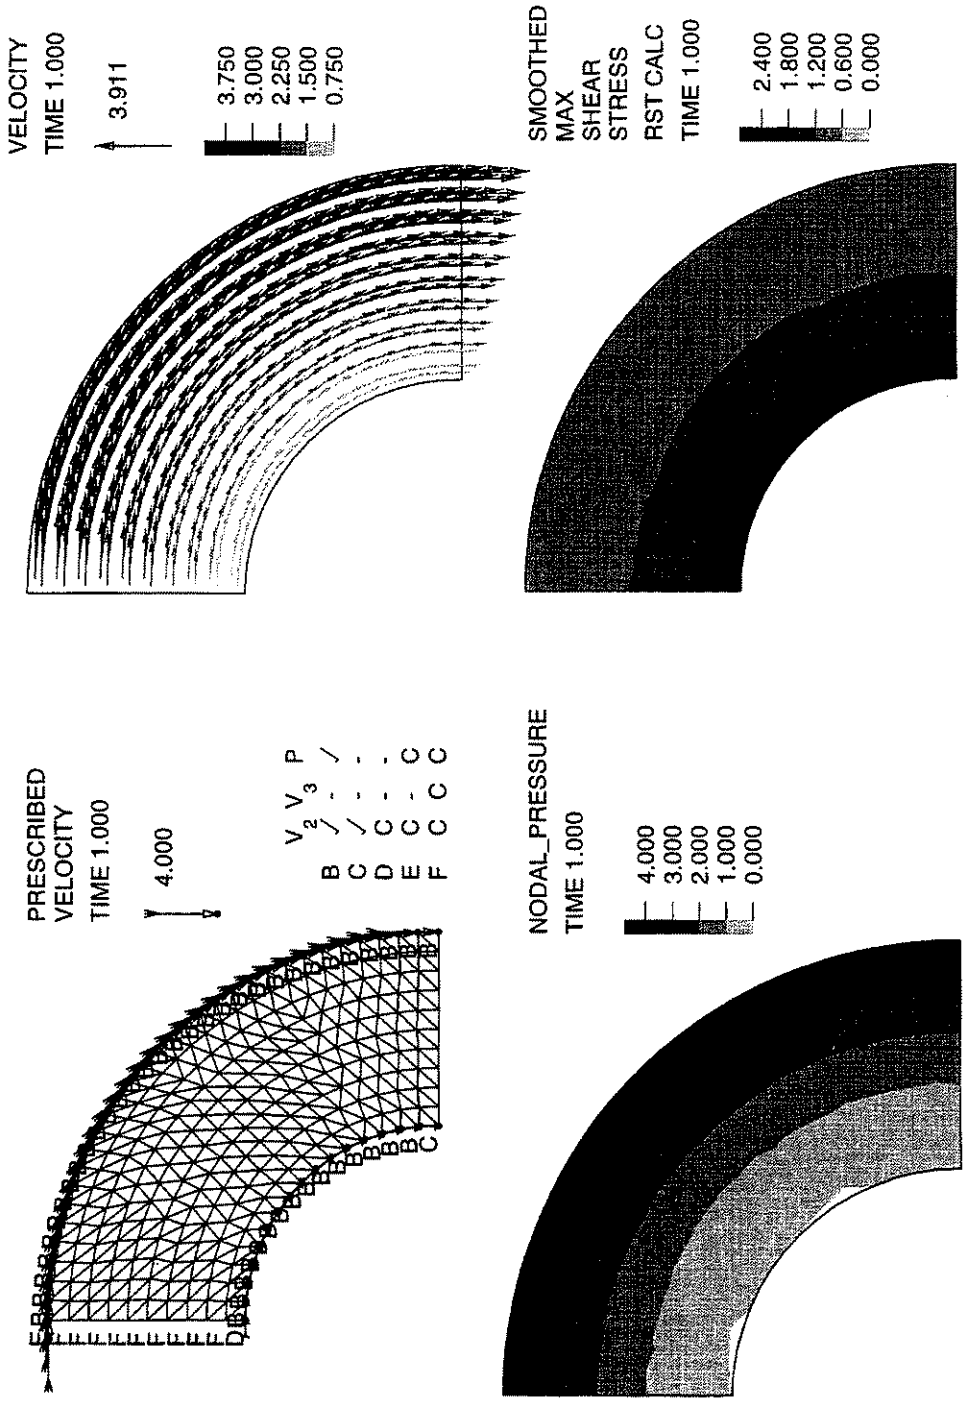 PRESCRIBED
VELOCITY
TIME 1.000
4.000
V₂ V₃ P
B / - /
C / - -
D C - -
E C - C
F C C C
VELOCITY
TIME 1.000
3.911
3.750
3.000
2.250
1.500
0.750
NODAL_PRESSURE
TIME 1.000
4.000
3.000
2.000
1.000
0.000
SMOOTHED
MAX
SHEAR
STRESS
RST CALC
TIME 1.000
2.400
1.800
1.200
0.600
0.000